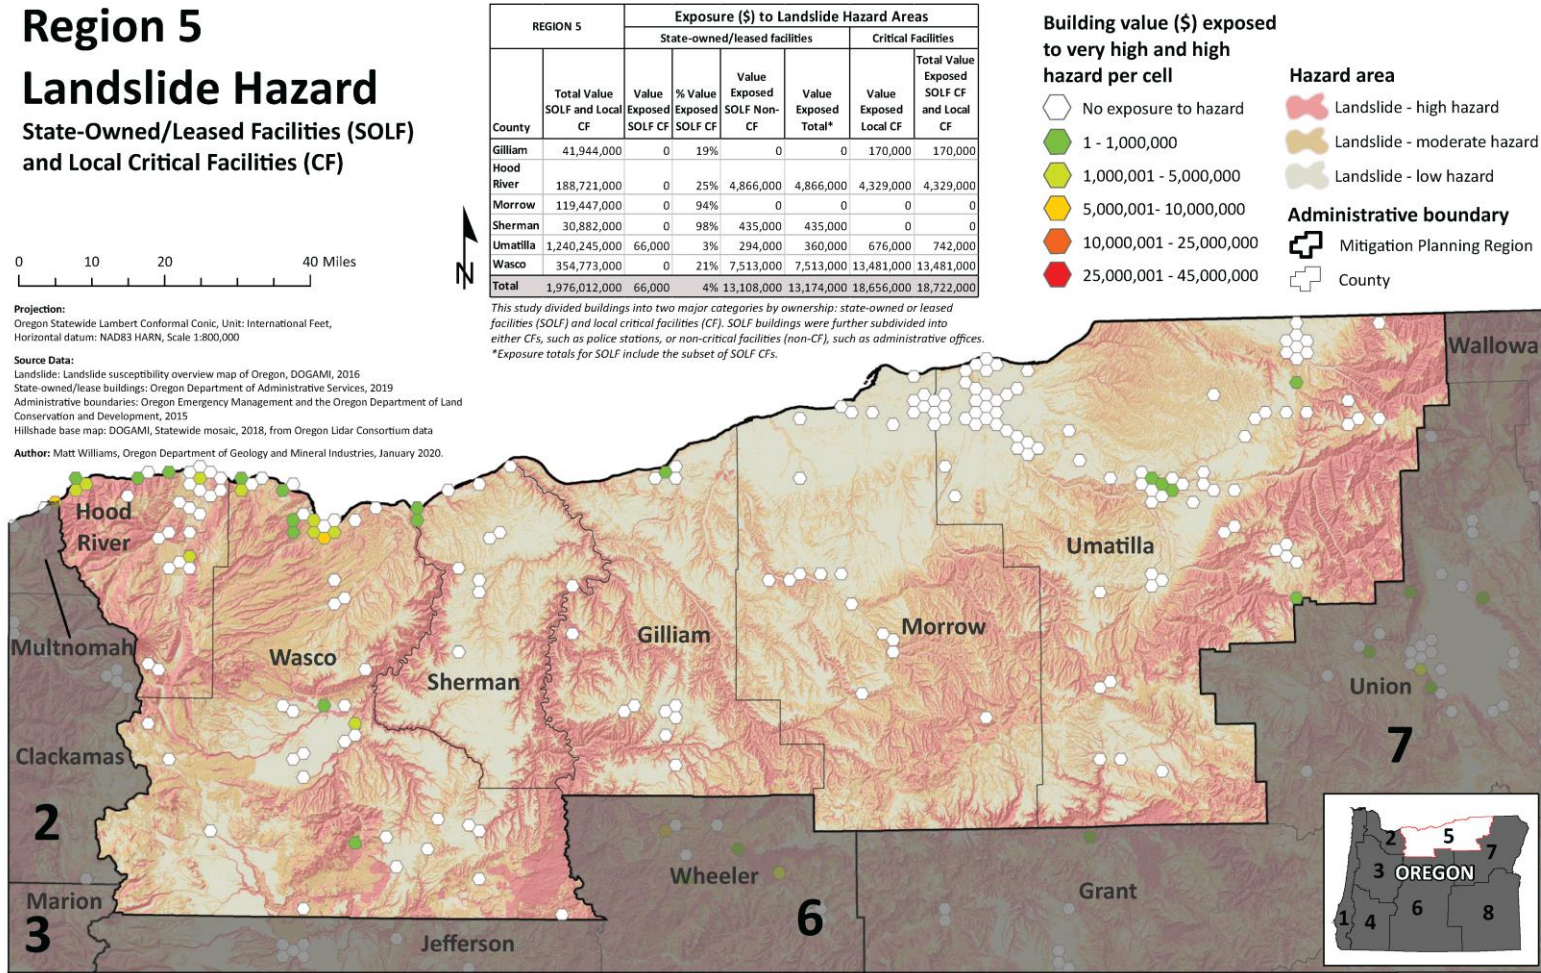 Region 5
Landslide Hazard
State-Owned/Leased Facilities (SOLF)
and Local Critical Facilities (CF)
0 10 20 40 Miles
N
Projection:
Oregon Statewide Lambert Conformal Conic, Unit: International Feet,
Horizontal datum: NAD83 HARN, Scale 1:800,000
Source Data:
Landslide: Landslide susceptibility overview map of Oregon, DOGAMI, 2016
State-owned/lease buildings: Oregon Department of Administrative Services, 2019
Administrative boundaries: Oregon Emergency Management and the Oregon Department of Land
Conservation and Development, 2015
Hillshade base map: DOGAMI, Statewide mosaic, 2018, from Oregon Lidar Consortium data
Author: Matt Williams, Oregon Department of Geology and Mineral Industries, January 2020.
REGION 5
Exposure ($) to Landslide Hazard Areas
State-owned/leased facilities
Critical Facilities
County
Total Value
SOLF and Local
CF
Value
Exposed
SOLF CF
% Value
Exposed
SOLF CF
Value
Exposed
SOLF Non-
CF
Value
Exposed
Total*
Value
Exposed
Local CF
Total Value
Exposed
SOLF CF
and Local
CF
Gilliam 41,944,000 0 19% 0 0 170,000 170,000
Hood
River 188,721,000 0 25% 4,866,000 4,866,000 4,329,000 4,329,000
Morrow 119,447,000 0 94% 0 0 0 0
Sherman 30,882,000 0 98% 435,000 435,000 0 0
Umatilla 1,240,245,000 66,000 3% 294,000 360,000 676,000 742,000
Wasco 354,773,000 0 21% 7,513,000 7,513,000 13,481,000 13,481,000
Total 1,976,012,000 66,000 4% 13,108,000 13,174,000 18,656,000 18,722,000
This study divided buildings into two major categories by ownership: state-owned or leased
facilities (SOLF) and local critical facilities (CF). SOLF buildings were further subdivided into
either CFs, such as police stations, or non-critical facilities (non-CF), such as administrative offices.
*Exposure totals for SOLF include the subset of SOLF CFs.
Building value ($) exposed
to very high and high
hazard per cell
No exposure to hazard
1 - 1,000,000
1,000,001 - 5,000,000
5,000,001- 10,000,000
10,000,001 - 25,000,000
25,000,001 - 45,000,000
Hazard area
Landslide - high hazard
Landslide - moderate hazard
Landslide - low hazard
Administrative boundary
Mitigation Planning Region
County
Wallowa
Hood
River
Umatilla
Multnomah
Wasco
Sherman
Gilliam
Morrow
Union
7
Clackamas
2
Marion
3
Jefferson
Wheeler
6
Grant
2
5
7
3
OREGON
1
4
6
8